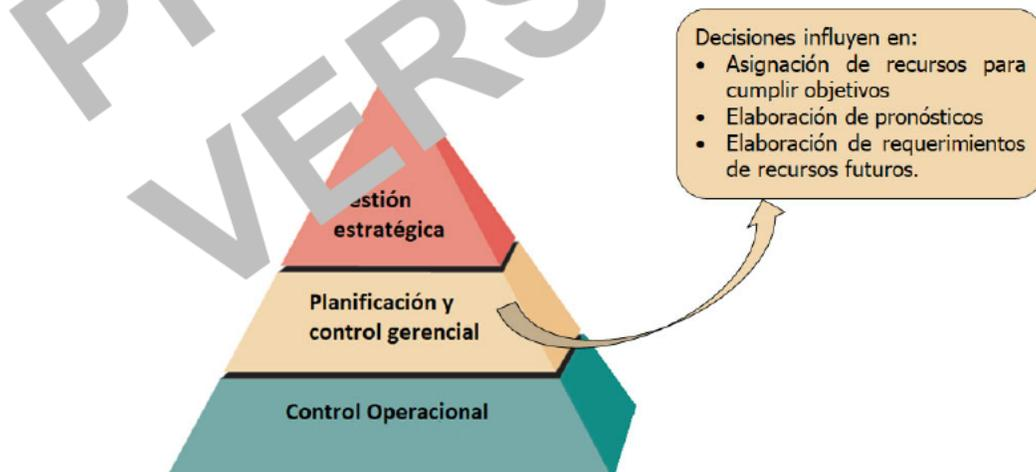 VERS
Decisiones influyen en:
• Asignación de recursos para
cumplir objetivos
• Elaboración de pronósticos
• Elaboración de requerimientos
de recursos futuros.
estión
estratégica
Planificación y
control gerencial
Control Operacional